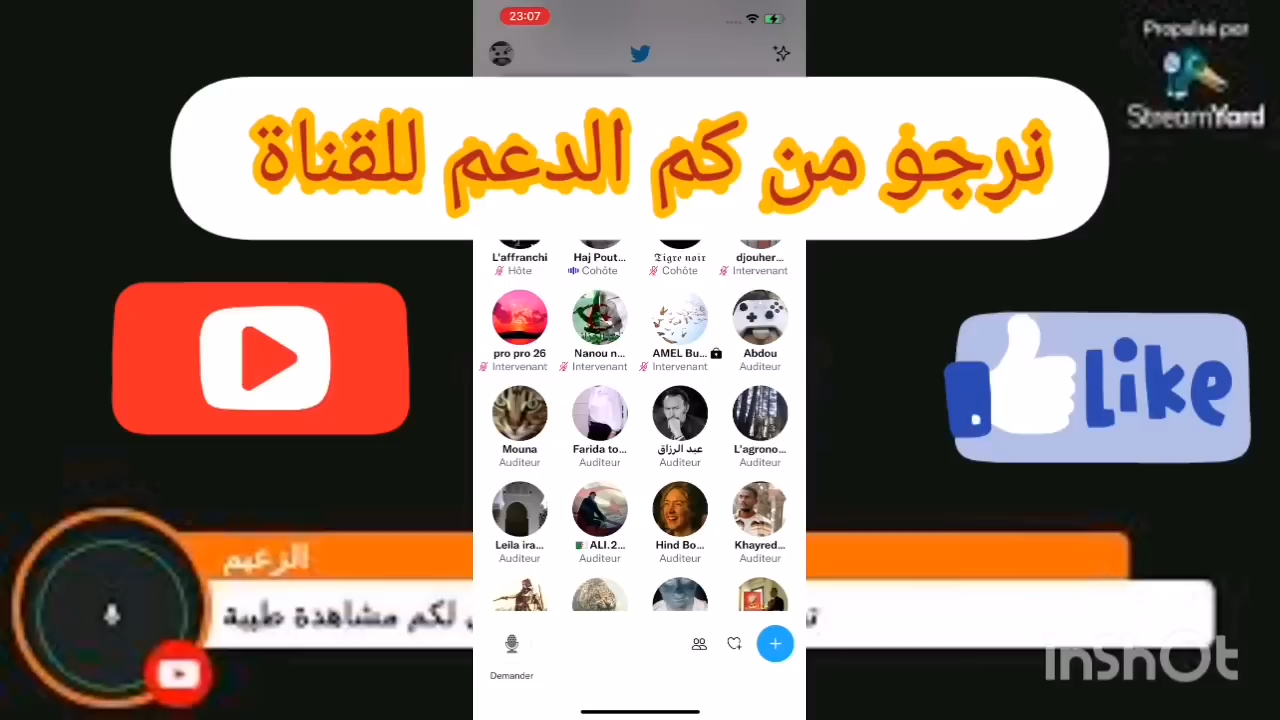 23:07
Propulsé par
StreamYard
نرجو من كم الدعم للقناة
L'affranchi
Haj Pout...
𝕿𝖎𝖌𝖗𝖊 𝖓𝖔𝖎𝖗
djouher...
Hôte
Cohôte
Cohôte
Intervenant
Like
pro pro 26
Nanou n...
AMEL Bu...
Abdou
Intervenant
Intervenant
Intervenant
Auditeur
Mouna
Farida to...
عبد الرزاق
L'agrono...
Auditeur
Auditeur
Auditeur
Auditeur
Leila ira...
ALI.2...
Hind Bo...
Khayred...
Auditeur
Auditeur
Auditeur
Auditeur
الزعيم
لكم مشاهدة طيبة
Demander
InShOt